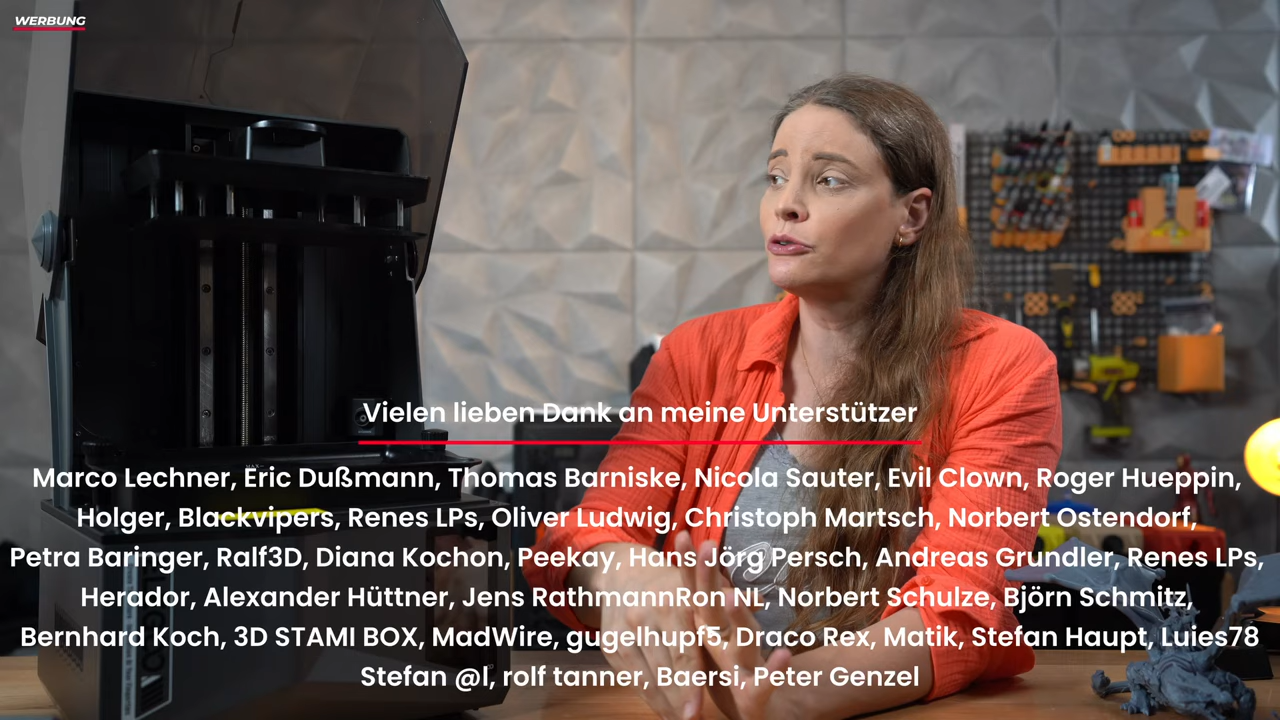 WERBUNG
Vielen lieben Dank an meine Unterstützer
Marco Lechner, Eric Dußmann, Thomas Barniske, Nicola Sauter, Evil Clown, Roger Hueppin,
Holger, Blackvipers, Renes LPs, Oliver Ludwig, Christoph Martsch, Norbert Ostendorf,
Petra Baringer, Ralf3D, Diana Kochon, Peekay, Hans Jörg Persch, Andreas Grundler, Renes LPs,
Herador, Alexander Hüttner, Jens RathmannRon NL, Norbert Schulze, Björn Schmitz,
Bernhard Koch, 3D STAMI BOX, MadWire, gugelhupf5, Draco Rex, Matik, Stefan Haupt, Luies78
Stefan @l, rolf tanner, Baersi, Peter Genzel